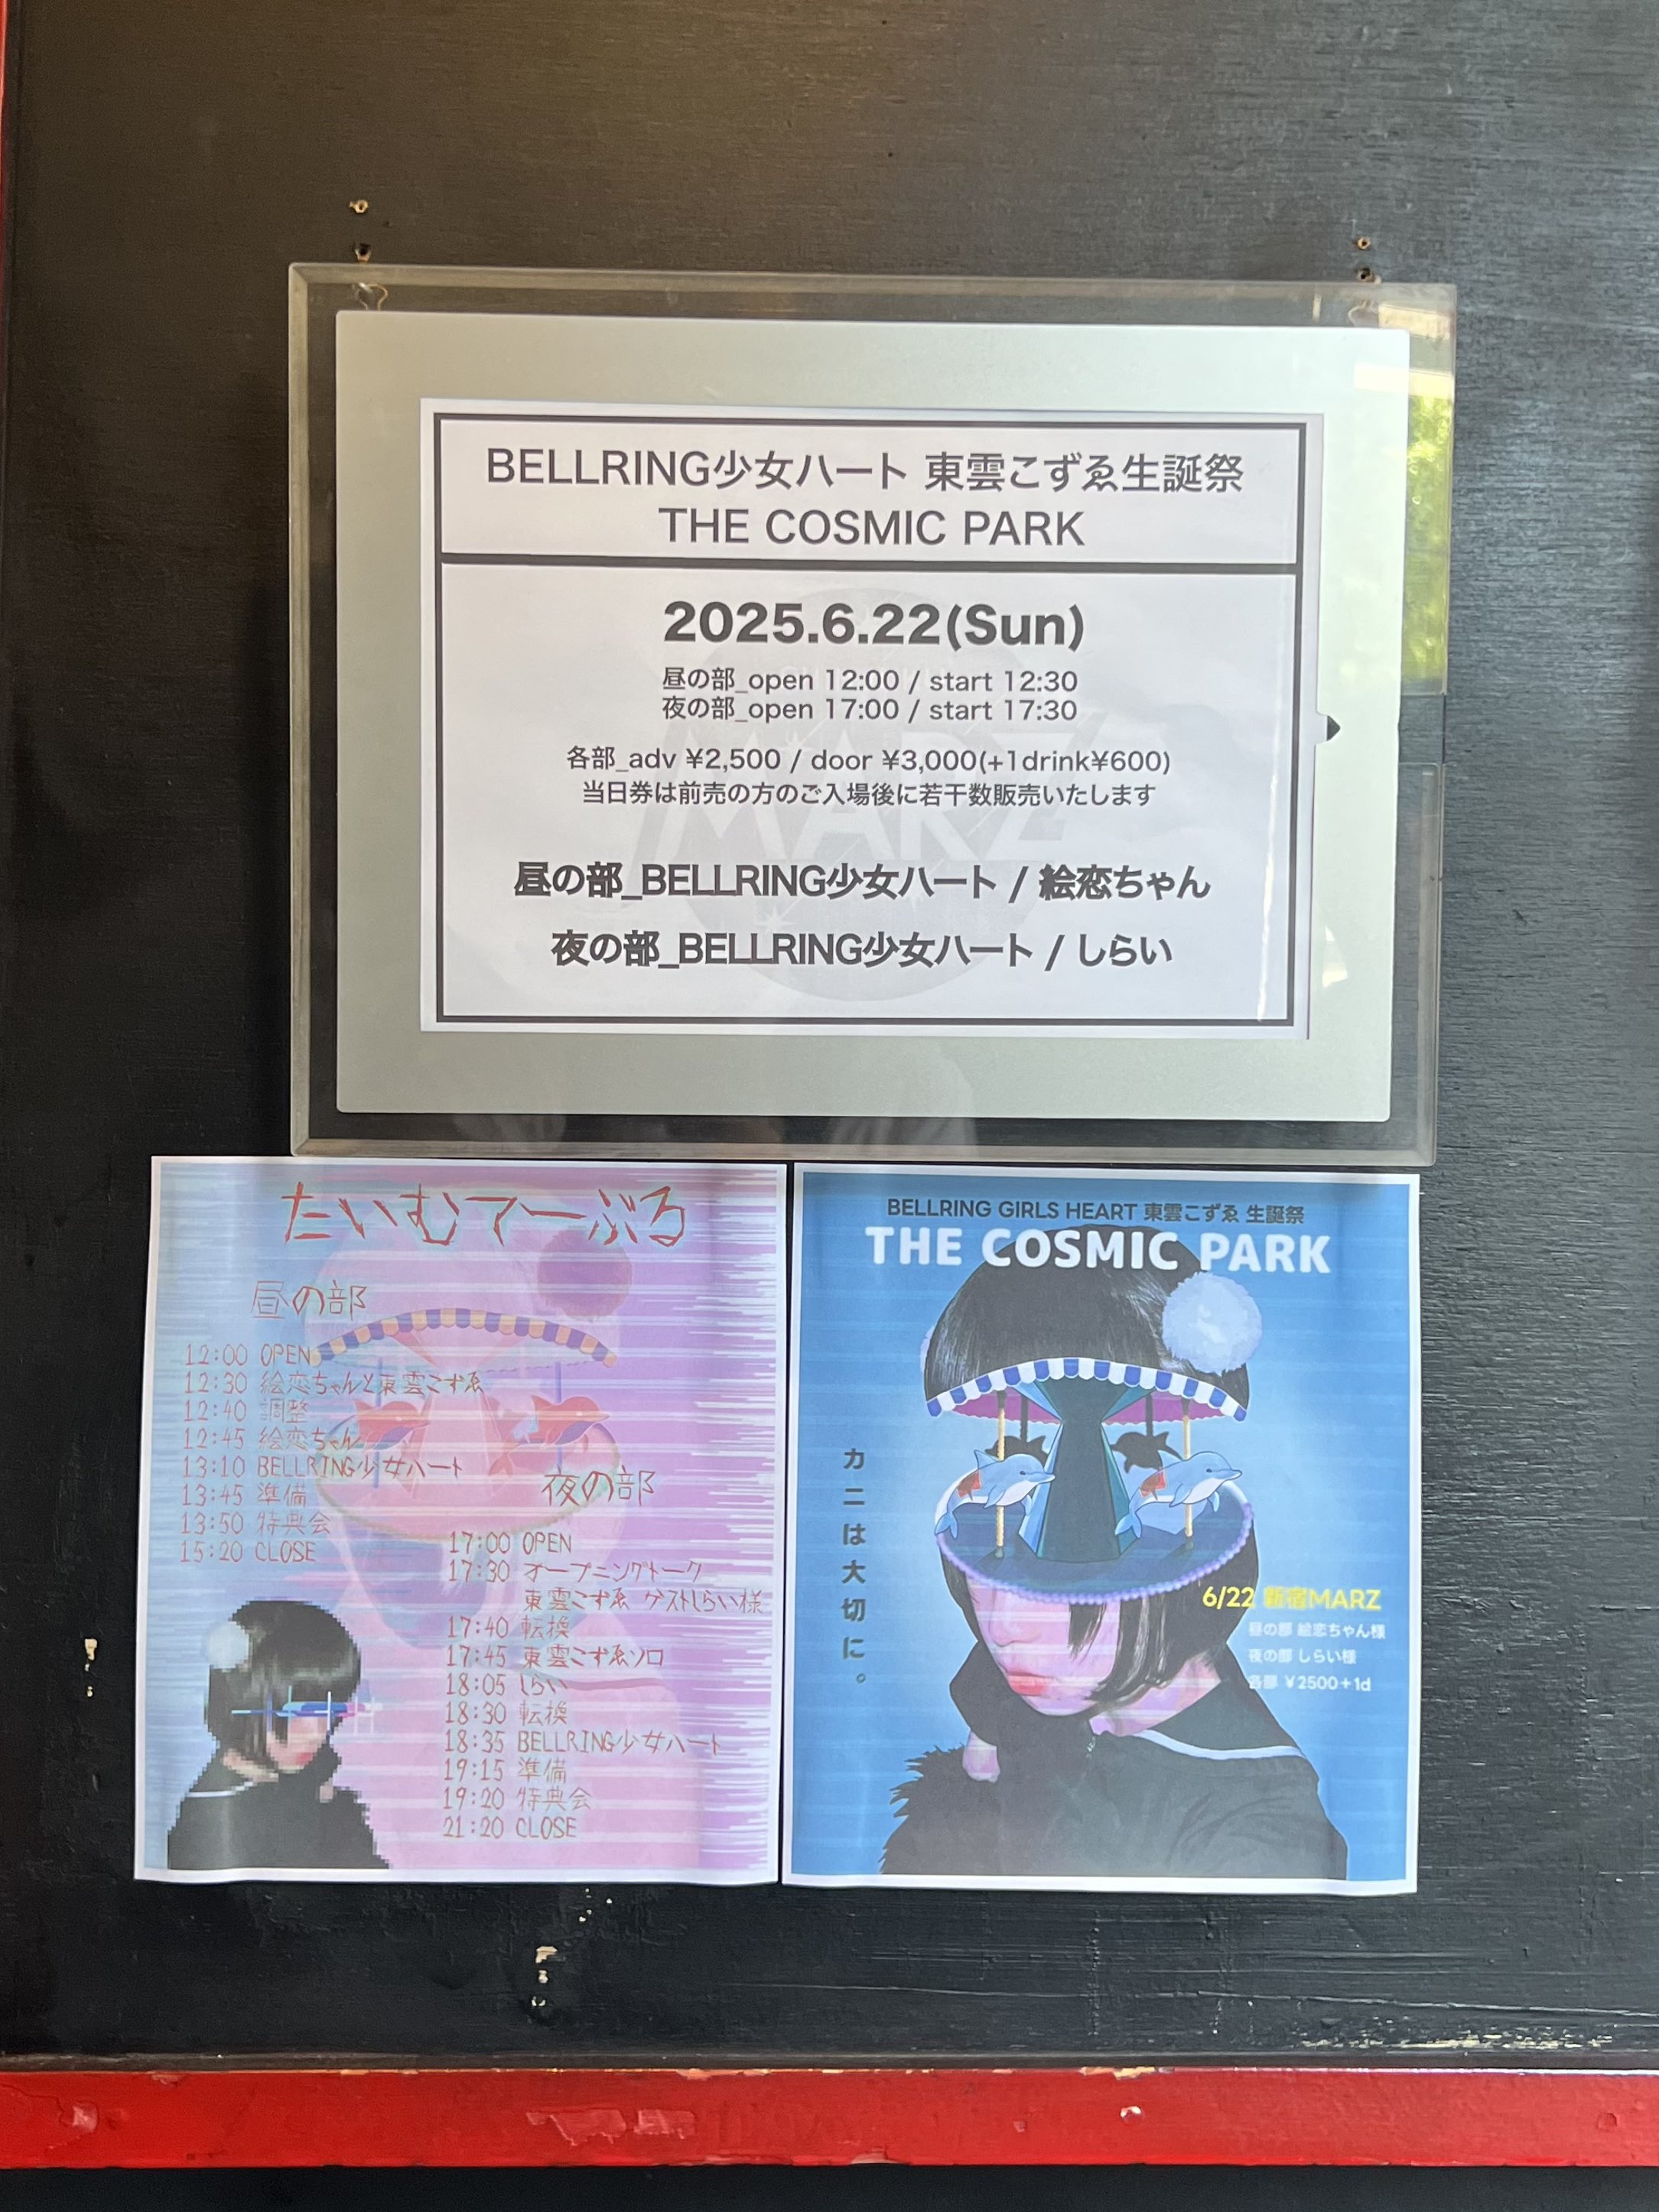 BELLRING少女ハート 東雲こずゑ生誕祭
THE COSMIC PARK
2025.6.22(Sun)
昼の部_open 12:00 / start 12:30
夜の部_open 17:00 / start 17:30
各部_adv ¥2,500 / door ¥3,000(+1drink¥600)
当日券は前売の方のご入場後に若干数販売いたします
MARZ
昼の部_BELLRING少女ハート / 絵恋ちゃん
夜の部_BELLRING少女ハート / しらい
たいむてーぶる
昼の部
12:00 OPEN
12:30 絵恋ちゃんと東雲こずゑ
12:40 調整
12:45 絵恋ちゃん
13:10 BELLRING少女ハート
13:45 準備
13:50 特典会
15:20 CLOSE
夜の部
17:00 OPEN
17:30 オープニングトーク
東雲こずゑ ゲストしらい様
17:40 転換
17:45 東雲こずゑソロ
18:05 しらい
18:30 転換
18:35 BELLRING少女ハート
19:15 準備
19:20 特典会
21:20 CLOSE
BELLRING GIRLS HEART 東雲こずゑ 生誕祭
THE COSMIC PARK
カニは大切に。
6/22 新宿MARZ
昼の部 絵恋ちゃん様
夜の部 しらい様
各部 ¥2500+1d